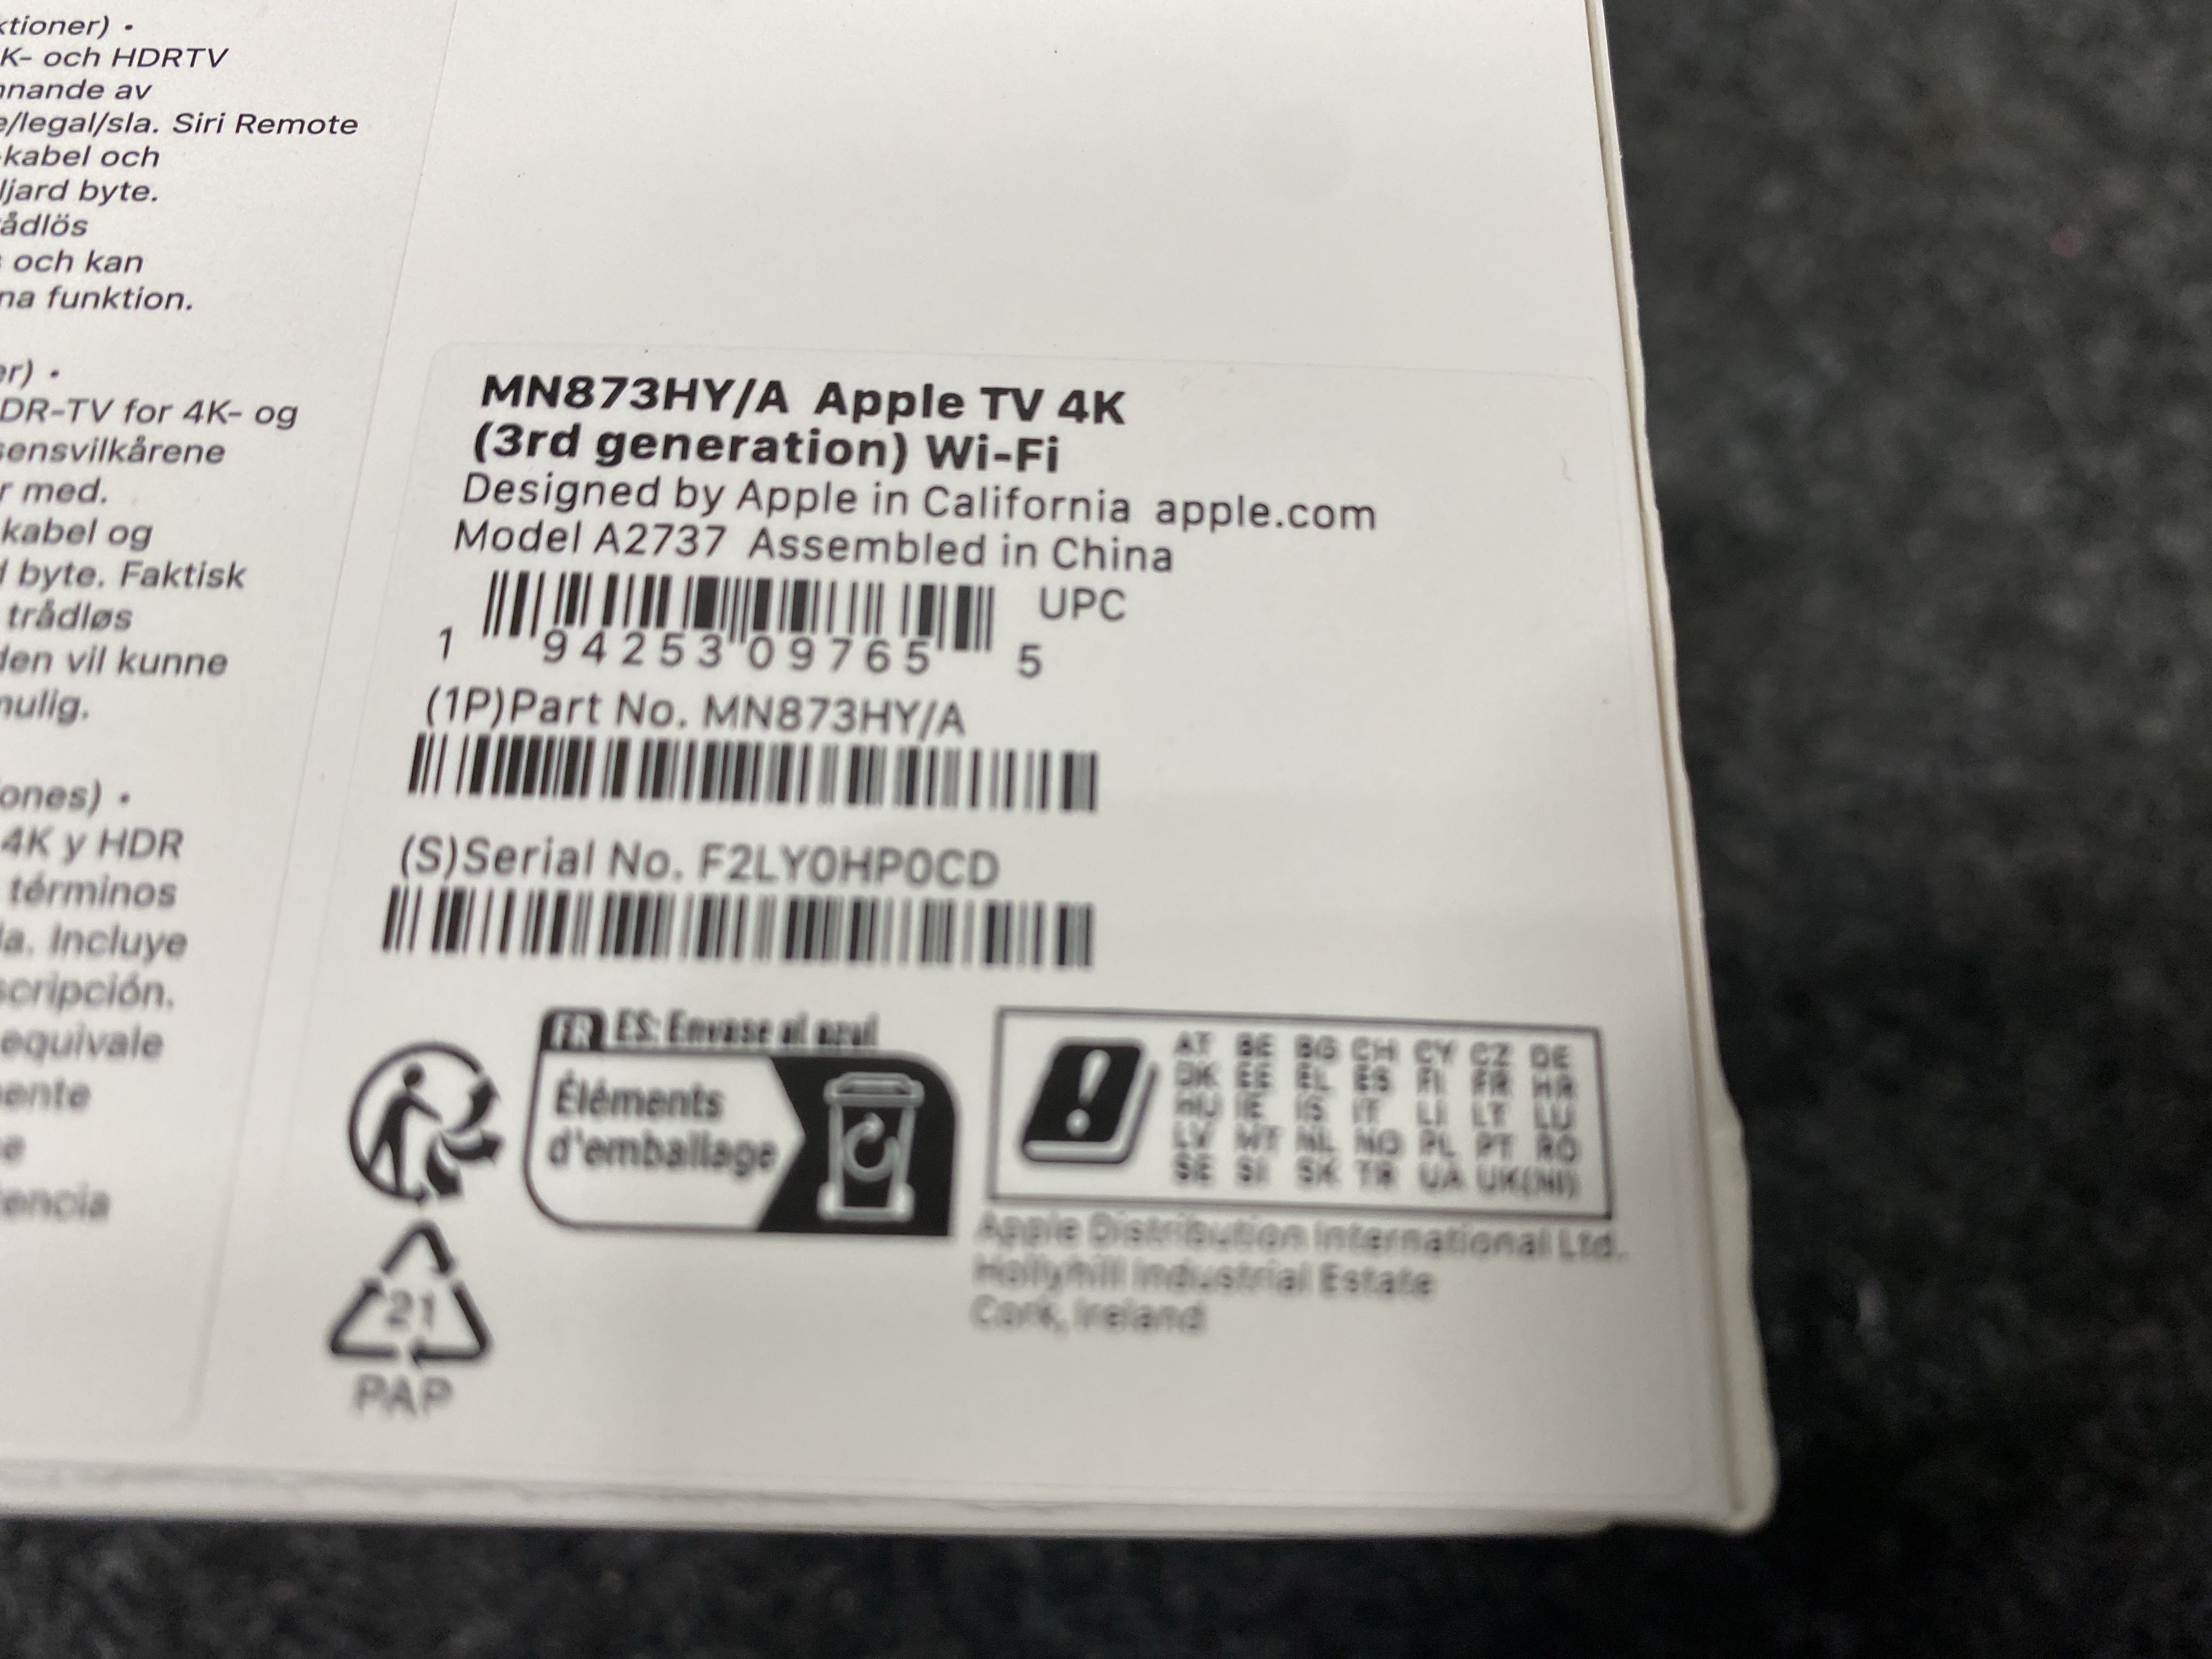 ktioner) •
K- och HDRTV
nnande av
e/legal/sla. Siri Remote
kabel och
ljard byte.
ådlös
och kan
na funktion.
er) •
DR-TV for 4K- og
sensvilkårene
r med.
kabel og
d byte. Faktisk
trådløs
den vil kunne
mulig.
iones) •
4K y HDR
términos
la. Incluye
scripción.
equivale
mente
e
tencia
MN873HY/A Apple TV 4K
(3rd generation) Wi-Fi
Designed by Apple in California apple.com
Model A2737 Assembled in China
UPC
1 94253 09765 5
(1P)Part No. MN873HY/A
(S)Serial No. F2LY0HP0CD
FR ES: Envase al azul
Éléments
d'emballage
AT BE BG CH CY CZ DE
DK EE EL ES FI FR HR
HU IE IS IT LI LT LU
LV MT NL NO PL PT RO
SE SI SK TR UA UK(NI)
Apple Distribution International Ltd.
Hollyhill Industrial Estate
Cork, Ireland
21
PAP